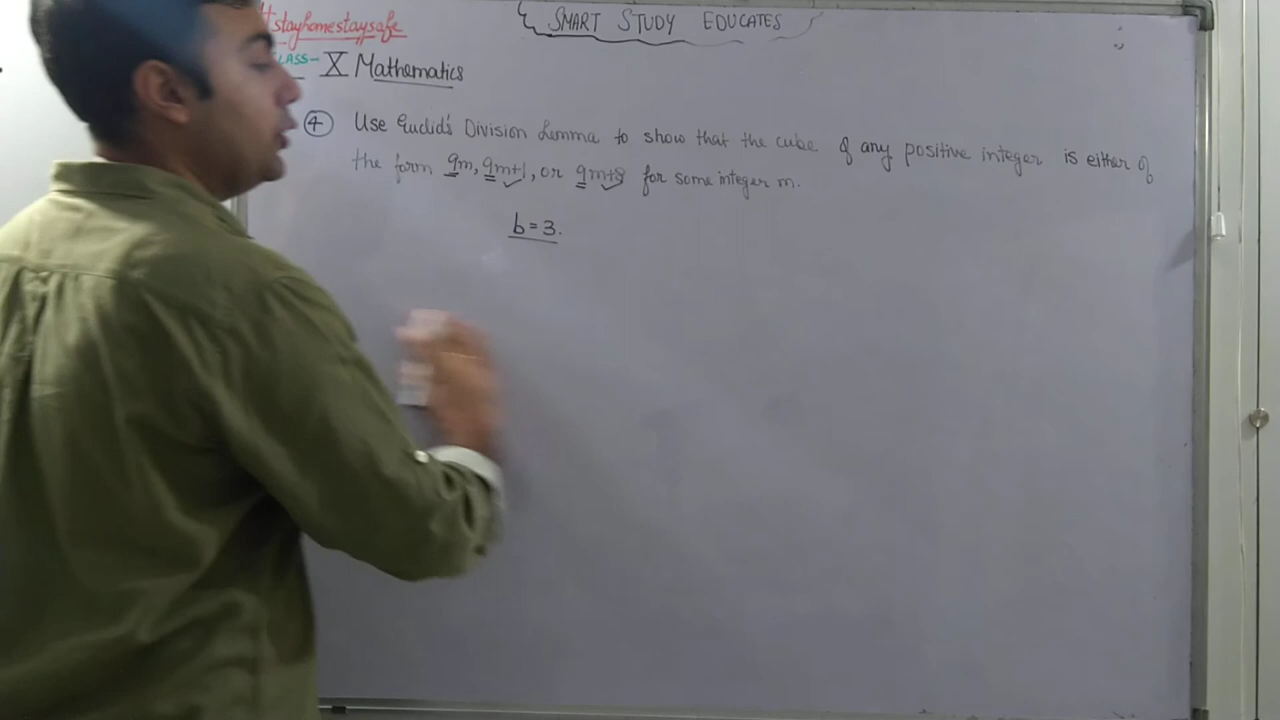 #stayhomestaysafe
SMART STUDY EDUCATES
CLASS- X Mathematics
4 Use Euclid's Division Lemma to show that the cube of any positive integer is either of
the form 9m, 9m+1, or 9m+8 for some integer m.
b = 3.